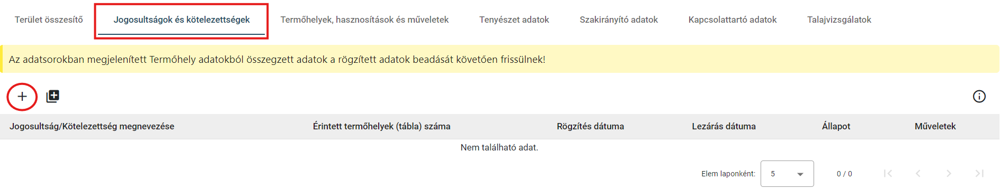 Terület összesítő Jogosultságok és kötelezettségek Termőhelyek, hasznosítások és műveletek Tenyészet adatok Szakirányító adatok Kapcsolattartó adatok Talajvizsgálatok
Az adatsorokban megjelenített Termőhely adatokból összegzett adatok a rögzített adatok beadását követően frissülnek!
Jogosultság/Kötelezettség megnevezése Érintett termőhelyek (tábla) száma Rögzítés dátuma Lezárás dátuma Állapot Műveletek
Nem található adat.
Elem laponként: 5 0 / 0